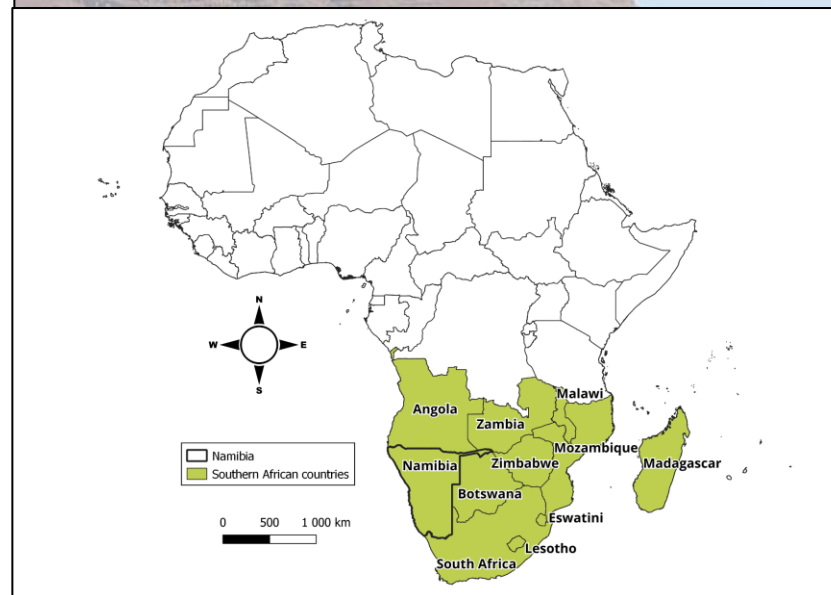 N
W E
S
Malawi
Angola
Zambia
Mozambique
Namibia
Zimbabwe
Madagascar
Botswana
Eswatini
Lesotho
South Africa
Namibia
Southern African countries
0 500 1 000 km